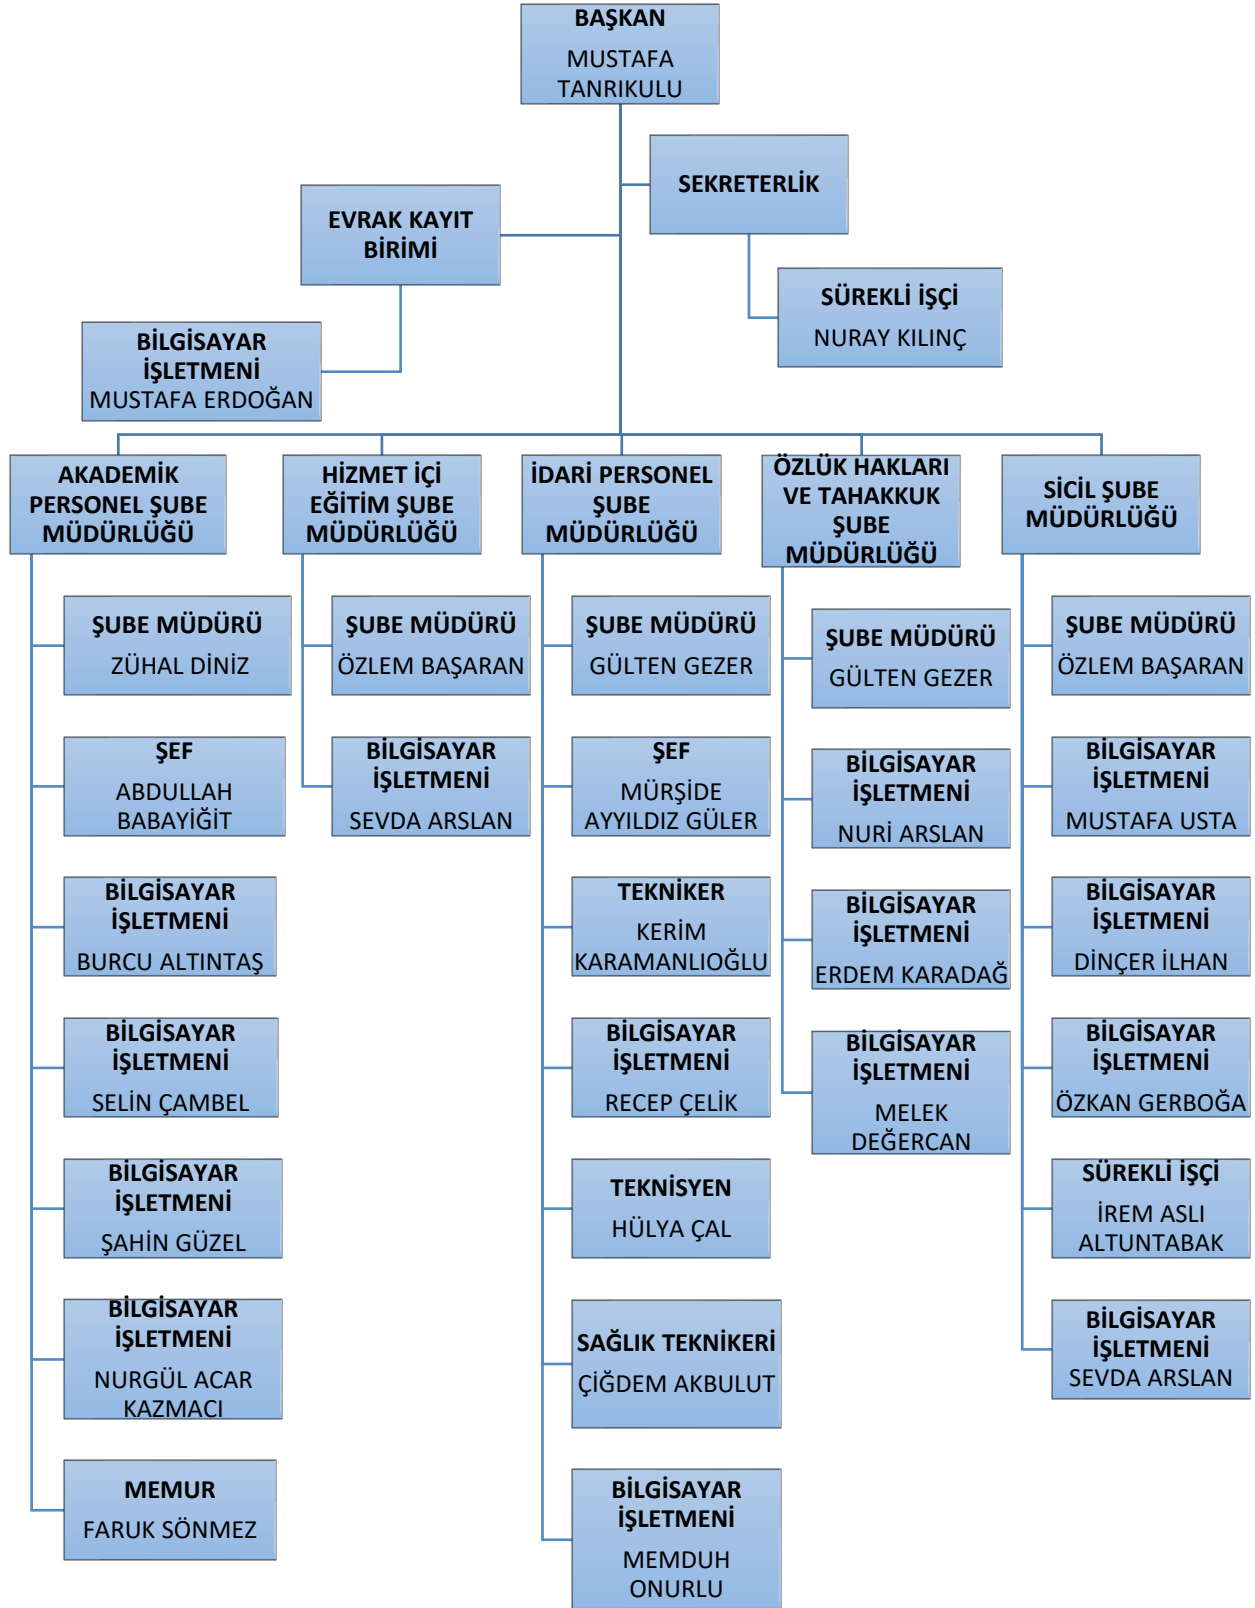 BAŞKAN
MUSTAFA
TANRIKULU
SEKRETERLİK
EVRAK KAYIT
BİRİMİ
SÜREKLİ İŞÇİ
NURAY KILINÇ
BİLGİSAYAR
İŞLETMENİ
MUSTAFA ERDOĞAN
AKADEMİK
PERSONEL ŞUBE
MÜDÜRLÜĞÜ
ŞUBE MÜDÜRÜ
ZÜHAL DİNİZ
ŞEF
ABDULLAH
BABAYİĞİT
BİLGİSAYAR
İŞLETMENİ
BURCU ALTINTAŞ
BİLGİSAYAR
İŞLETMENİ
SELİN ÇAMBEL
BİLGİSAYAR
İŞLETMENİ
ŞAHİN GÜZEL
BİLGİSAYAR
İŞLETMENİ
NURGÜL ACAR
KAZMACI
MEMUR
FARUK SÖNMEZ
HİZMET İÇİ
EĞİTİM ŞUBE
MÜDÜRLÜĞÜ
ŞUBE MÜDÜRÜ
ÖZLEM BAŞARAN
BİLGİSAYAR
İŞLETMENİ
SEVDA ARSLAN
İDARİ PERSONEL
ŞUBE
MÜDÜRLÜĞÜ
ŞUBE MÜDÜRÜ
GÜLTEN GEZER
ŞEF
MÜRŞİDE
AYYILDIZ GÜLER
TEKNİKER
KERİM
KARAMANLIOĞLU
BİLGİSAYAR
İŞLETMENİ
RECEP ÇELİK
TEKNİSYEN
HÜLYA ÇAL
SAĞLIK TEKNİKERİ
ÇİĞDEM AKBULUT
BİLGİSAYAR
İŞLETMENİ
MEMDUH
ONURLU
ÖZLÜK HAKLARI
VE TAHAKKUK
ŞUBE
MÜDÜRLÜĞÜ
ŞUBE MÜDÜRÜ
GÜLTEN GEZER
BİLGİSAYAR
İŞLETMENİ
NURİ ARSLAN
BİLGİSAYAR
İŞLETMENİ
ERDEM KARADAĞ
BİLGİSAYAR
İŞLETMENİ
MELEK
DEĞERCAN
SİCİL ŞUBE
MÜDÜRLÜĞÜ
ŞUBE MÜDÜRÜ
ÖZLEM BAŞARAN
BİLGİSAYAR
İŞLETMENİ
MUSTAFA USTA
BİLGİSAYAR
İŞLETMENİ
DİNÇER İLHAN
BİLGİSAYAR
İŞLETMENİ
ÖZKAN GERBOĞA
SÜREKLİ İŞÇİ
İREM ASLI
ALTUNTABAK
BİLGİSAYAR
İŞLETMENİ
SEVDA ARSLAN